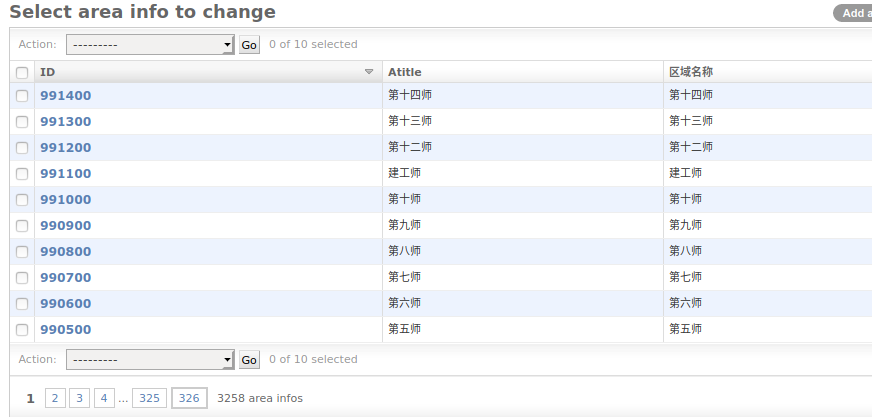 Select area info to change
Add a
Action: --------- Go 0 of 10 selected
ID Atitle 区域名称
991400 第十四师 第十四师
991300 第十三师 第十三师
991200 第十二师 第十二师
991100 建工师 建工师
991000 第十师 第十师
990900 第九师 第九师
990800 第八师 第八师
990700 第七师 第七师
990600 第六师 第六师
990500 第五师 第五师
Action: --------- Go 0 of 10 selected
1 2 3 4 ... 325 326 3258 area infos